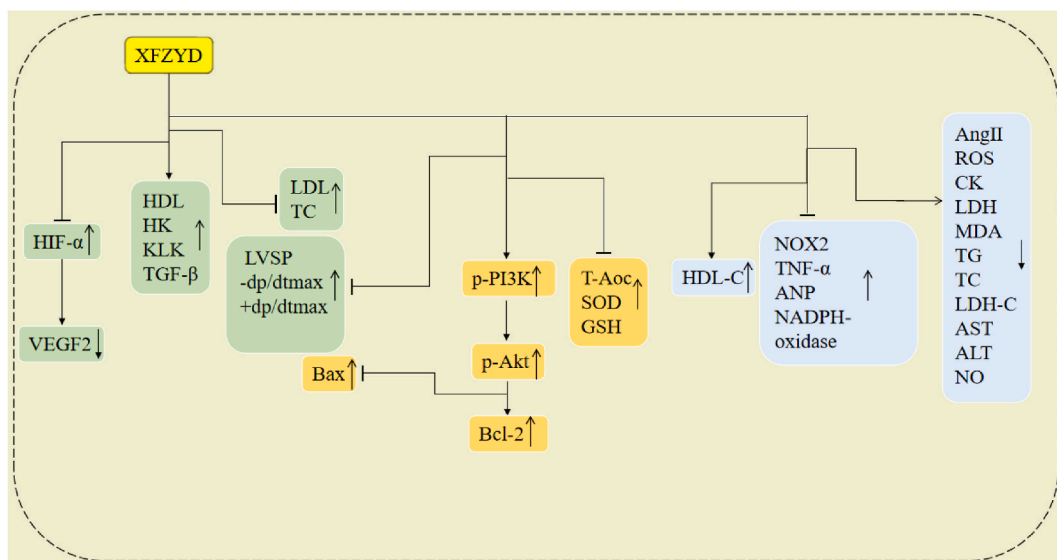 XFZYD
HIF-α
VEGF2
HDL
HK
KLK
TGF-β
LDL
TC
LVSP
-dp/dtmax
+dp/dtmax
Bax
p-PI3K
p-Akt
Bcl-2
T-Aoc
SOD
GSH
HDL-C
NOX2
TNF-α
ANP
NADPH-
oxidase
AngII
ROS
CK
LDH
MDA
TG
TC
LDH-C
AST
ALT
NO